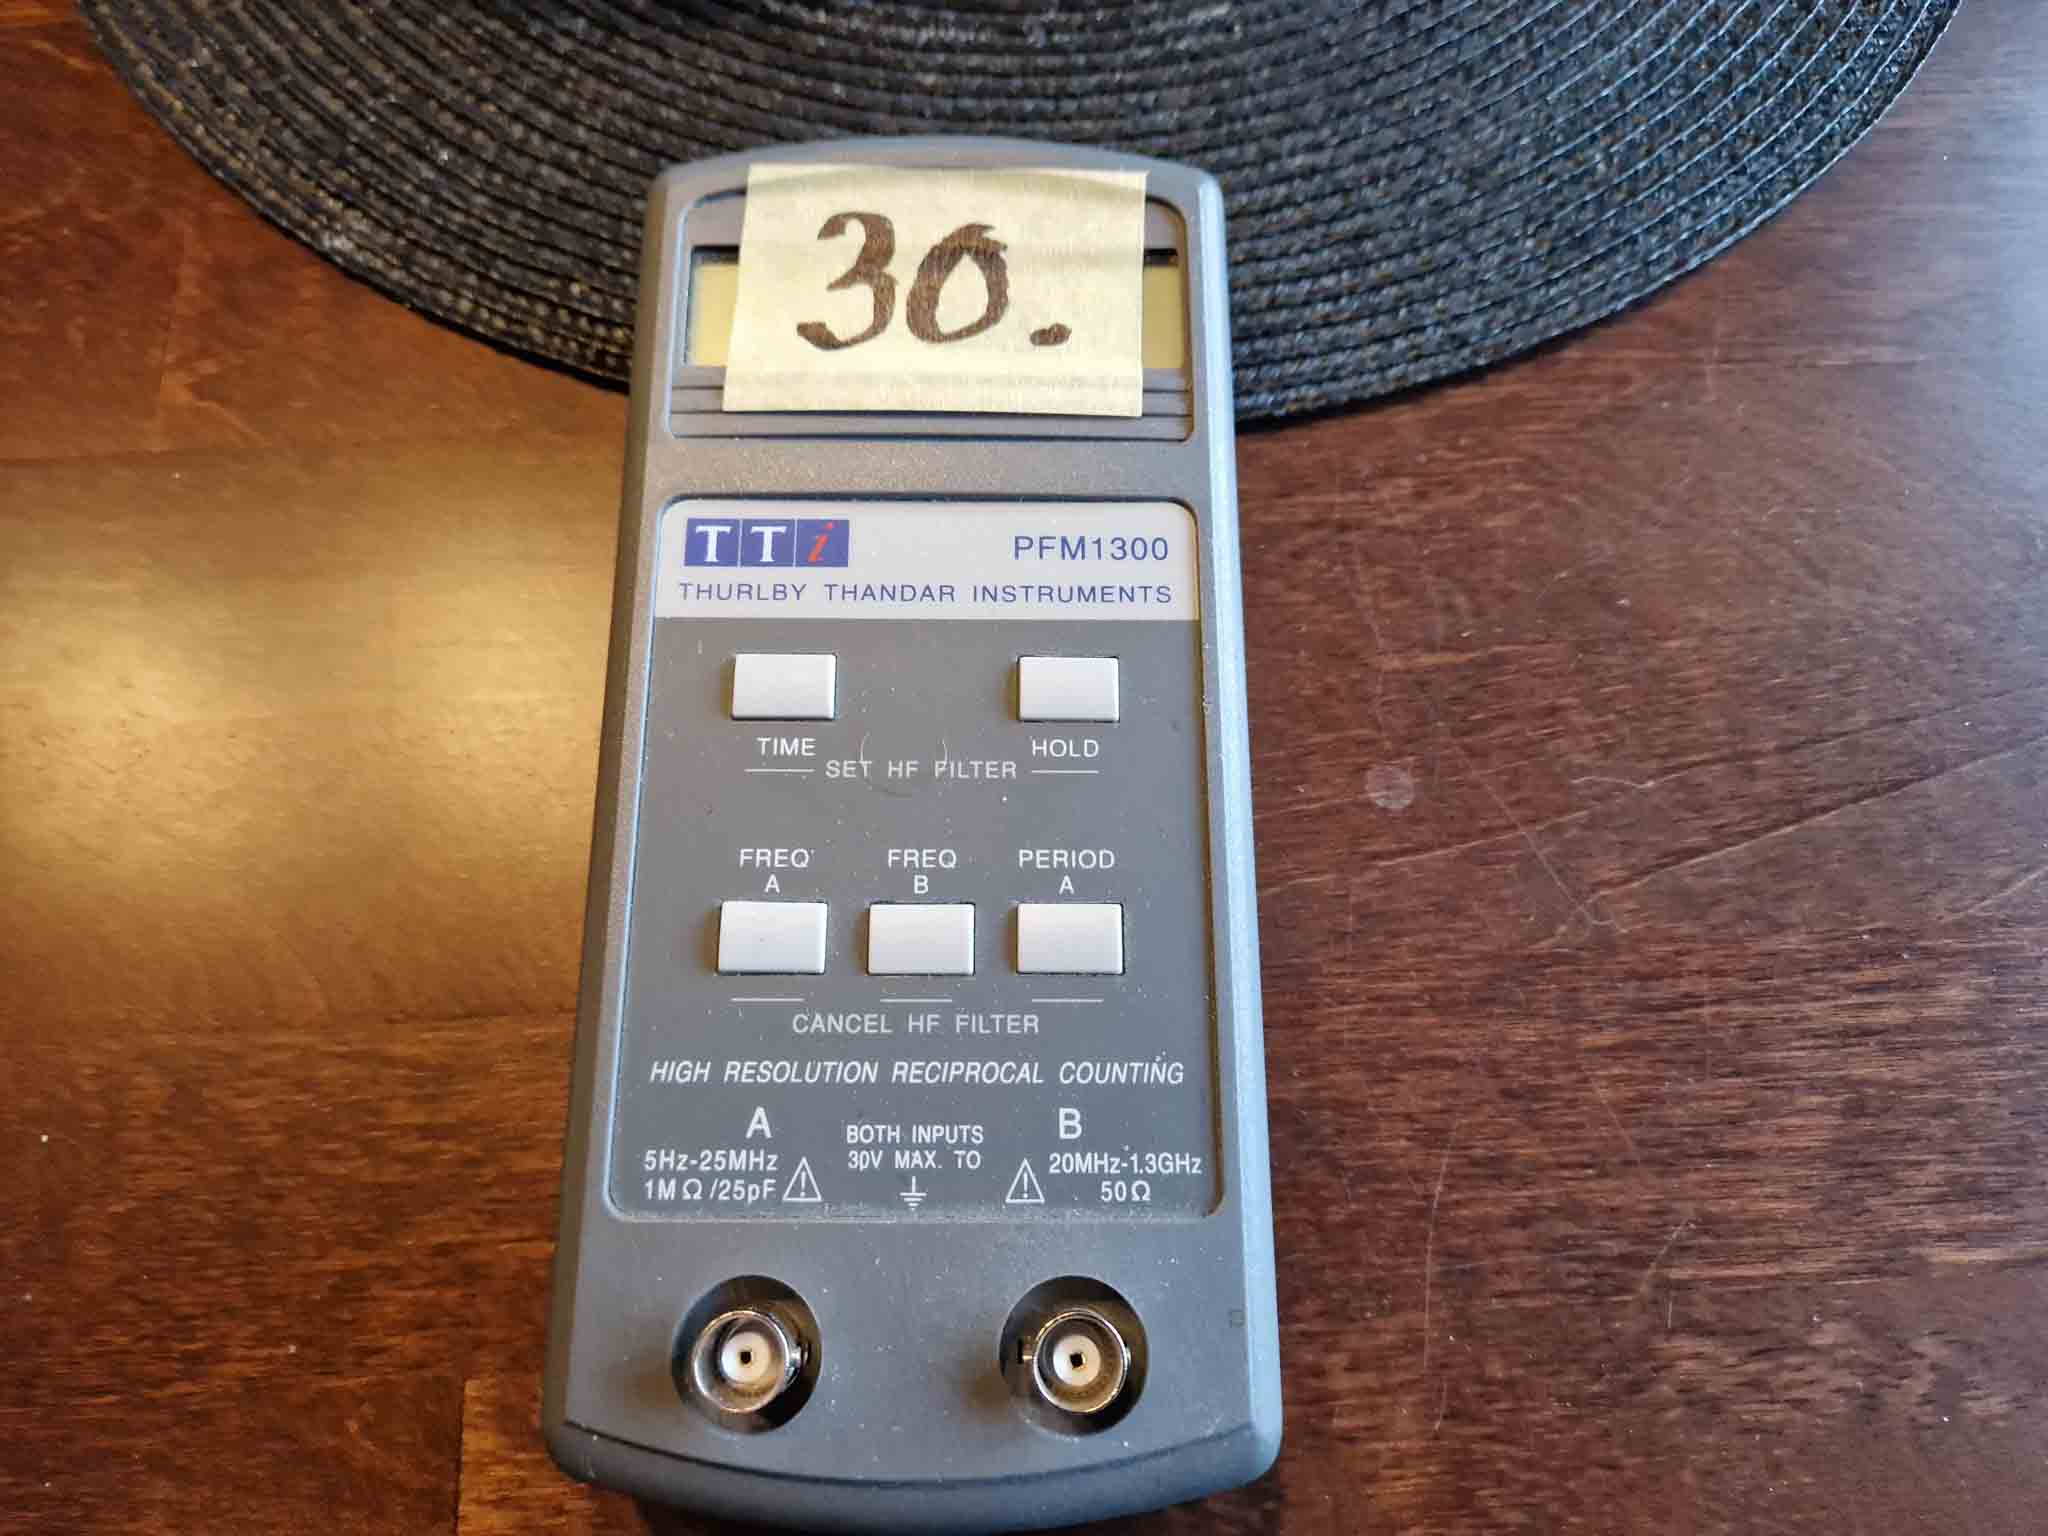 30.
TTi
PFM1300
THURLBY THANDAR INSTRUMENTS
TIME
HOLD
SET HF FILTER
FREQ
A
FREQ
B
PERIOD
A
CANCEL HF FILTER
HIGH RESOLUTION RECIPROCAL COUNTING
A
5Hz-25MHz
1MΩ/25pF
BOTH INPUTS
30V MAX. TO
B
20MHz-1.3GHz
50Ω